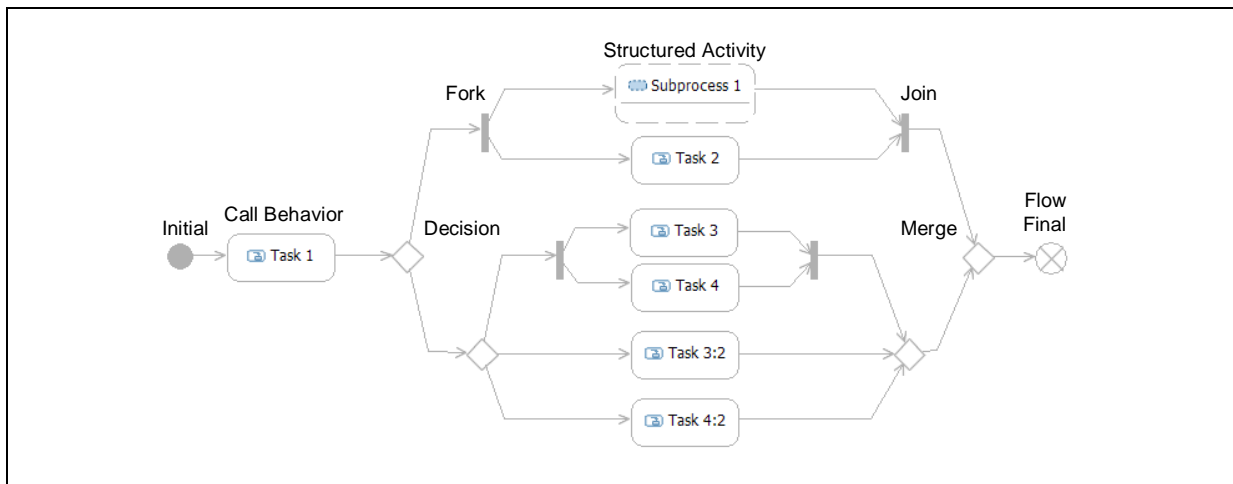 Structured Activity
Subprocess 1
Fork
Join
Task 2
Call Behavior
Initial
Task 1
Decision
Task 3
Task 4
Merge
Flow
Final
Task 3:2
Task 4:2